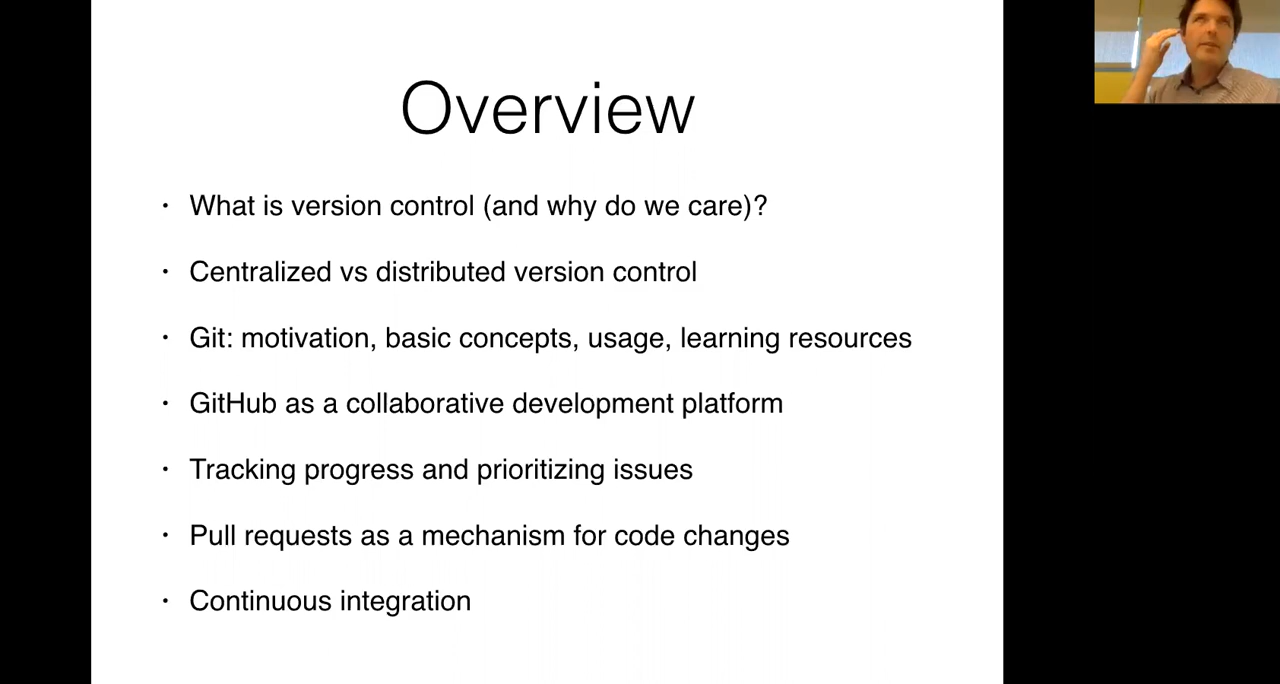 Overview
• What is version control (and why do we care)?
• Centralized vs distributed version control
• Git: motivation, basic concepts, usage, learning resources
• GitHub as a collaborative development platform
• Tracking progress and prioritizing issues
• Pull requests as a mechanism for code changes
• Continuous integration